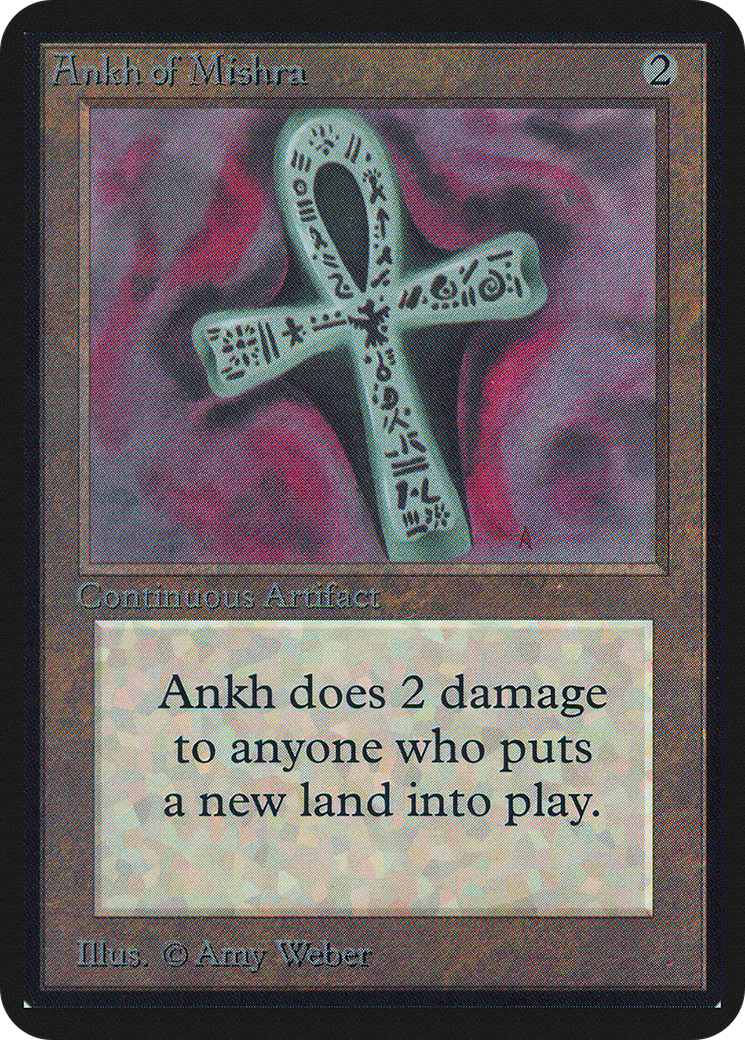 Ankh of Mishra 2
Continuous Artifact
Ankh does 2 damage
to anyone who puts
a new land into play.
Illus. © Amy Weber